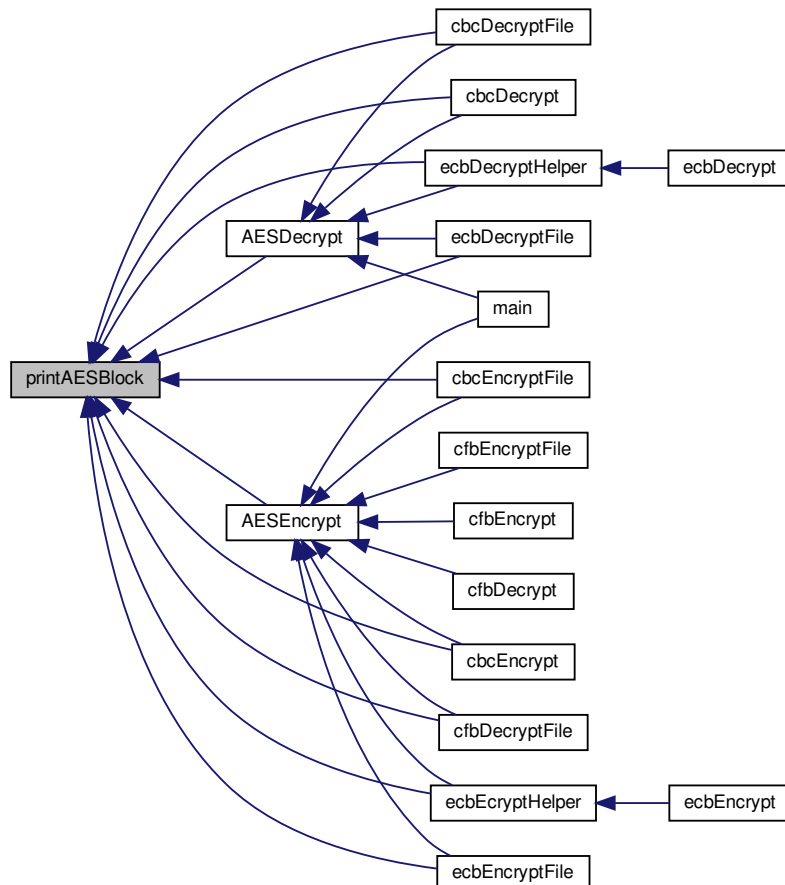 cbcDecryptFile
cbcDecrypt
ecbDecryptHelper
ecbDecrypt
AESDecrypt
ecbDecryptFile
main
printAESBlock
cbcEncryptFile
cfbEncryptFile
AESEncrypt
cfbEncrypt
cfbDecrypt
cbcEncrypt
cfbDecryptFile
ecbEcryptHelper
ecbEncrypt
ecbEncryptFile